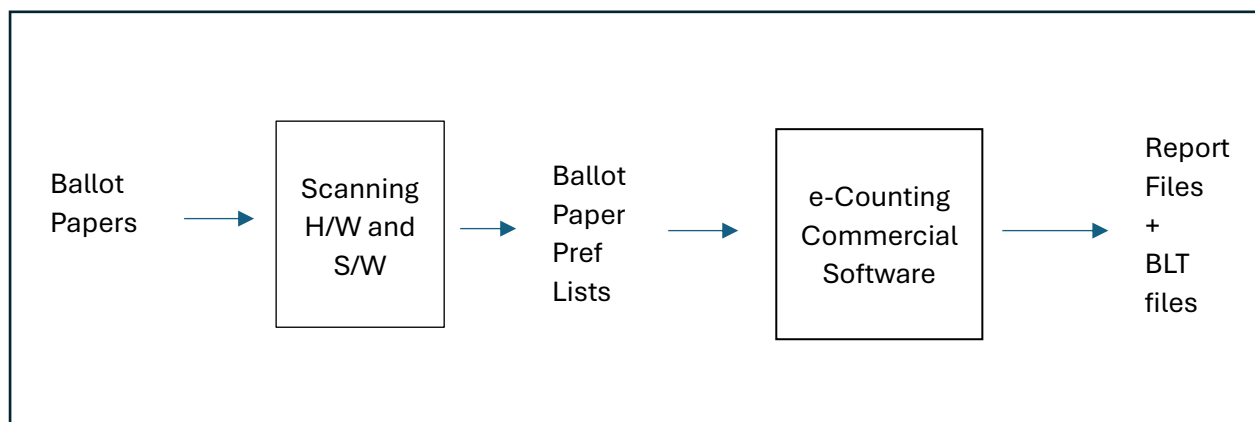 Ballot
Papers
Scanning
H/W and
S/W
Ballot
Paper
Pref
Lists
e-Counting
Commercial
Software
Report
Files
+
BLT
files